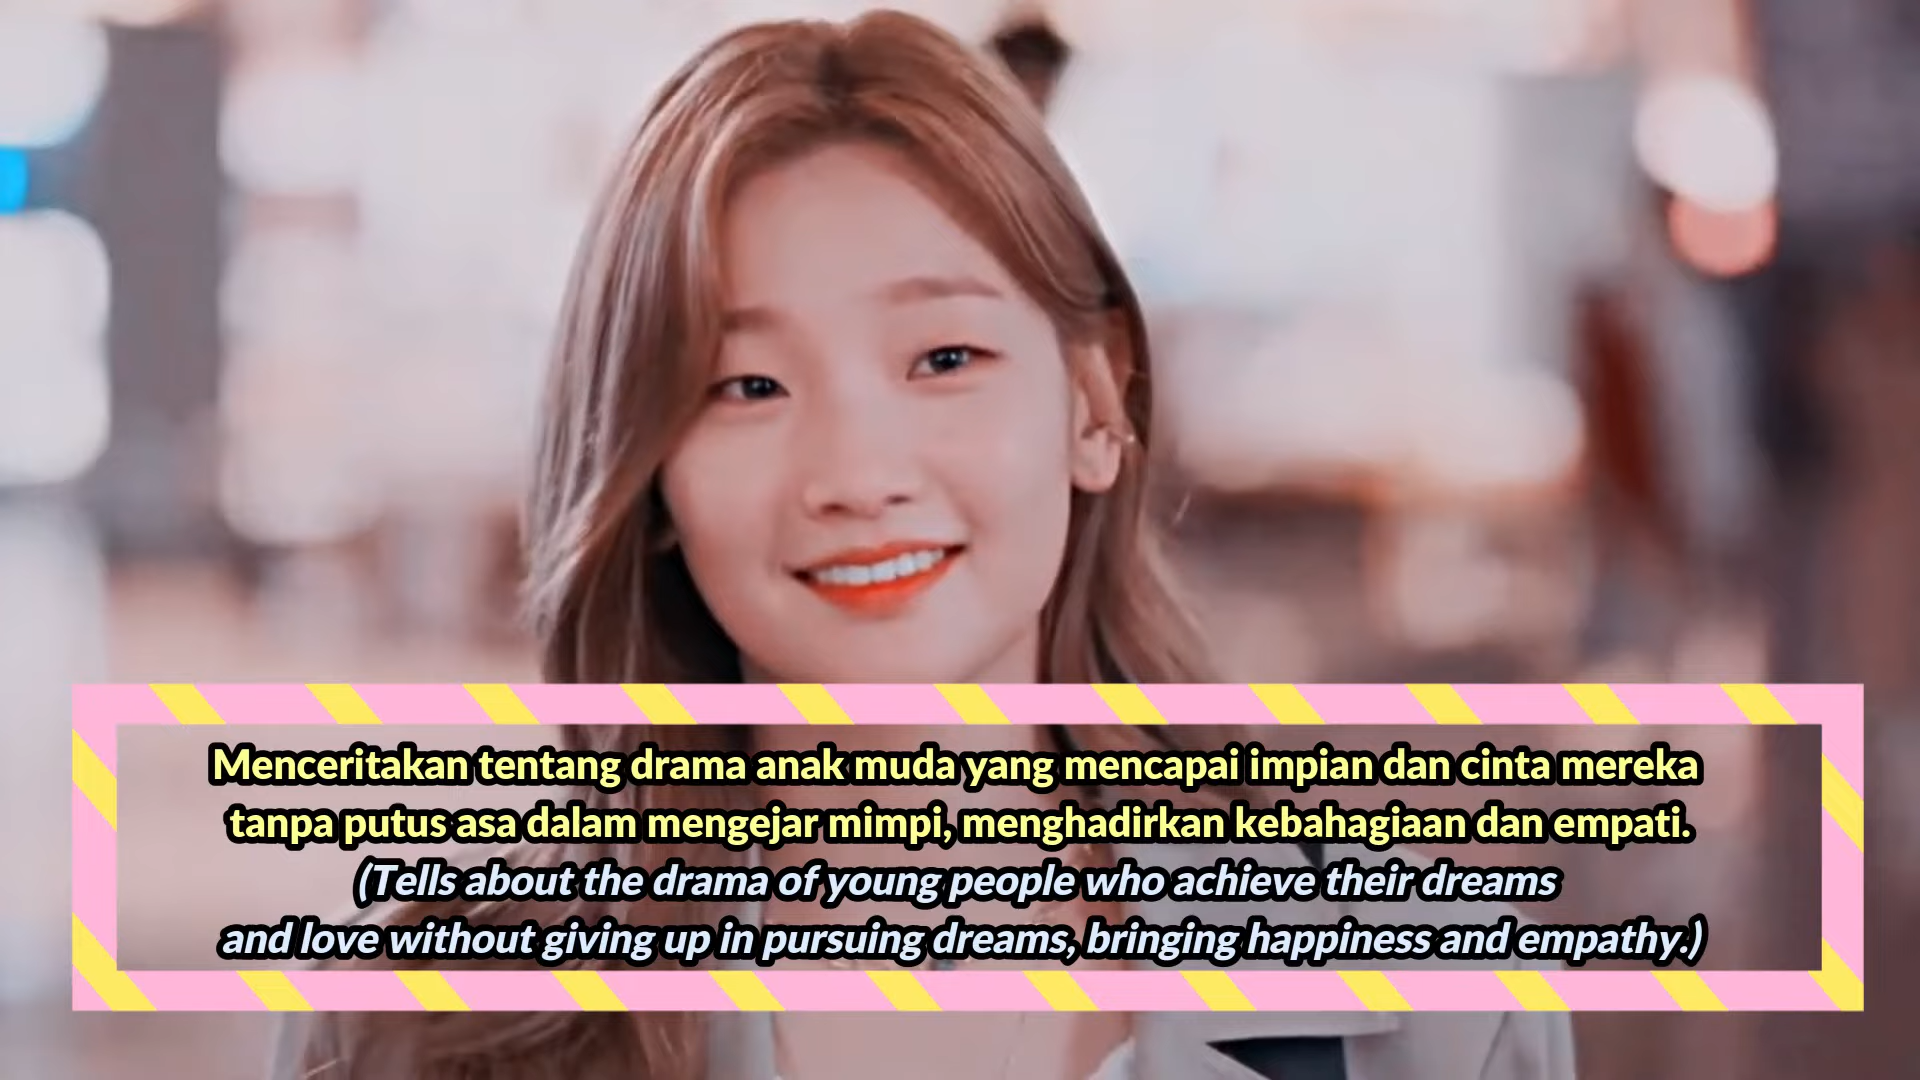 Menceritakan tentang drama anak muda yang mencapai impian dan cinta mereka
tanpa putus asa dalam mengejar mimpi, menghadirkan kebahagiaan dan empati.
(Tells about the drama of young people who achieve their dreams
and love without giving up in pursuing dreams, bringing happiness and empathy.)